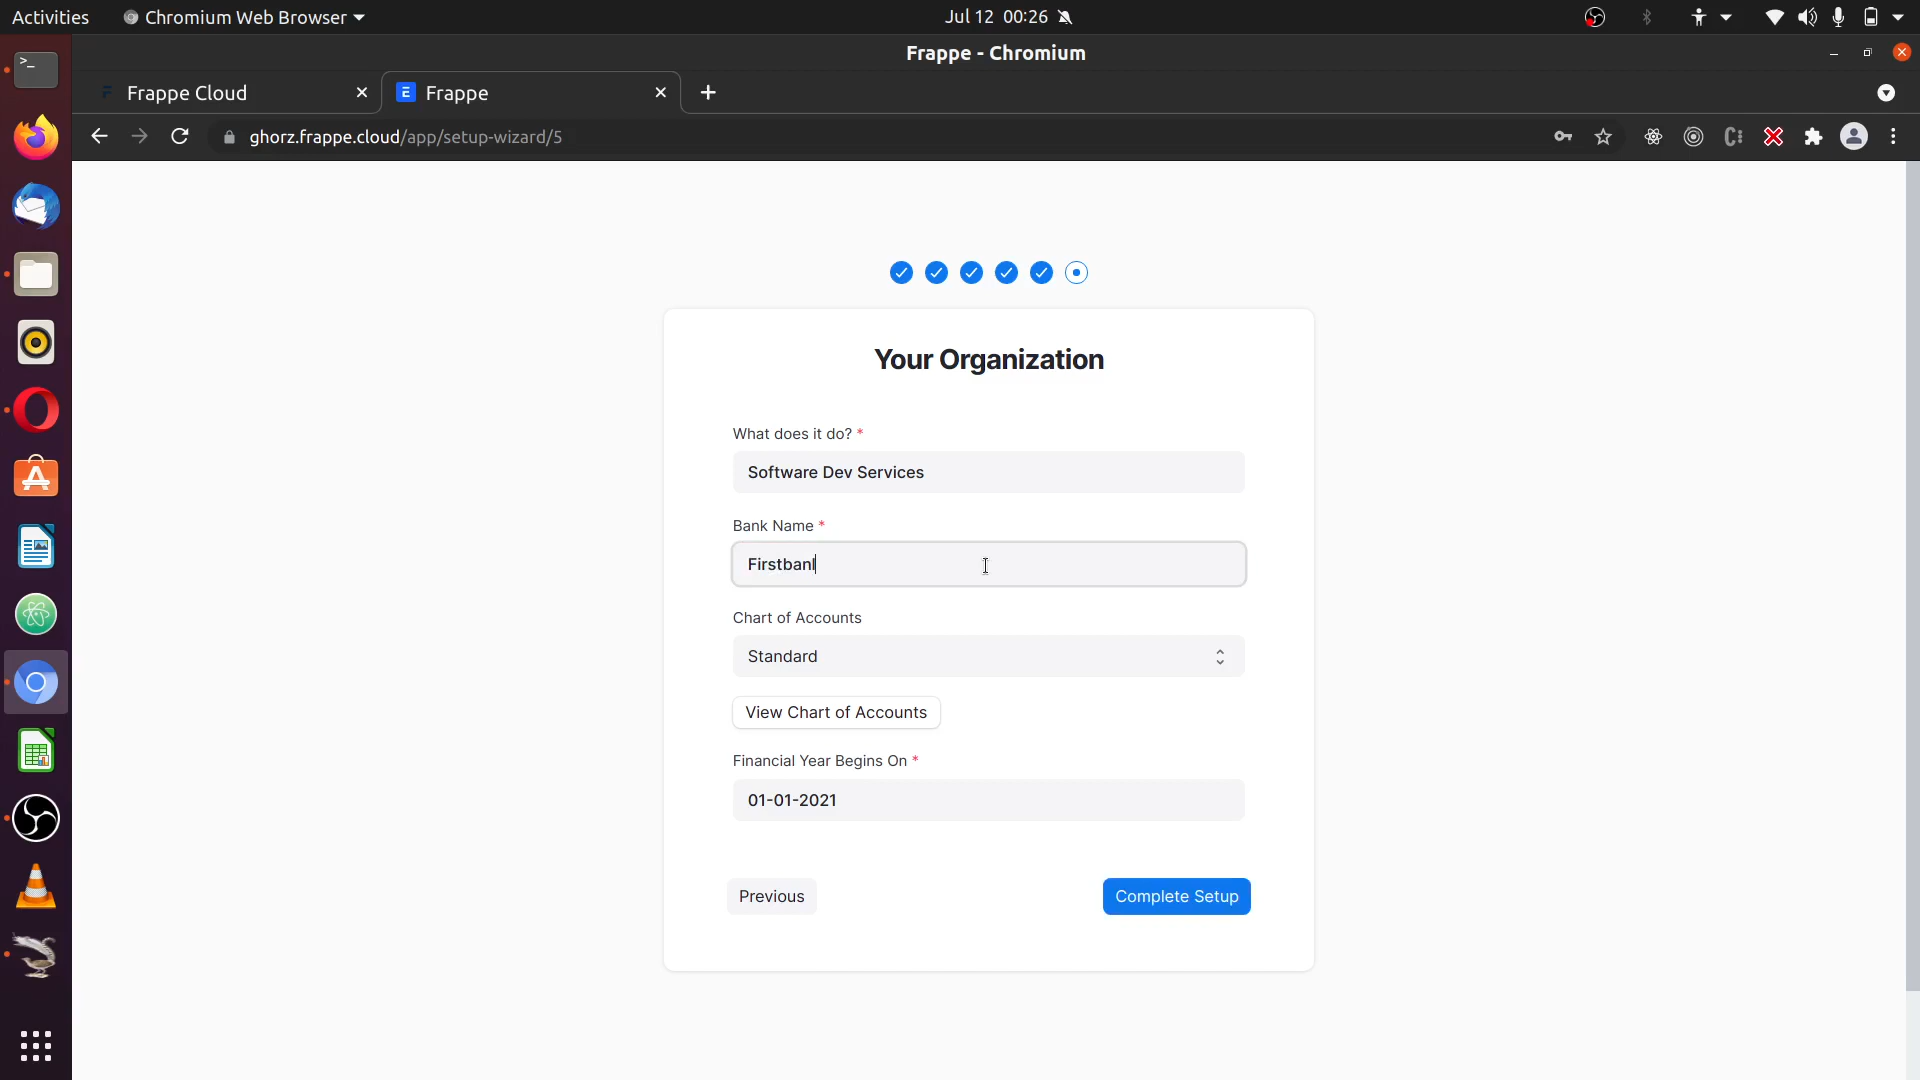 Activities
Chromium Web Browser
Jul 12 00:26
Frappe - Chromium
Frappe Cloud
Frappe
ghorz.frappe.cloud/app/setup-wizard/5
Your Organization
What does it do? *
Software Dev Services
Bank Name *
Firstban
Chart of Accounts
Standard
View Chart of Accounts
Financial Year Begins On *
01-01-2021
Previous
Complete Setup